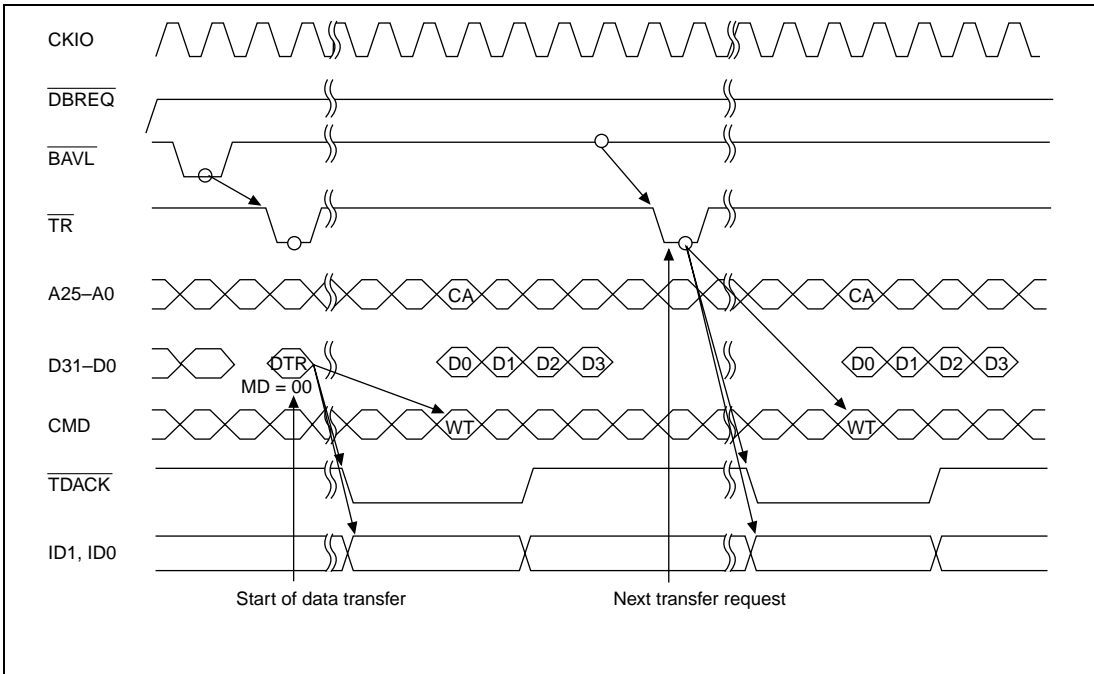 CKIO
DBREQ
BAVL
TR
A25–A0 CA CA
D31–D0 DTR D0 D1 D2 D3 D0 D1 D2 D3
MD = 00
CMD WT WT
TDACK
ID1, ID0
Start of data transfer Next transfer request